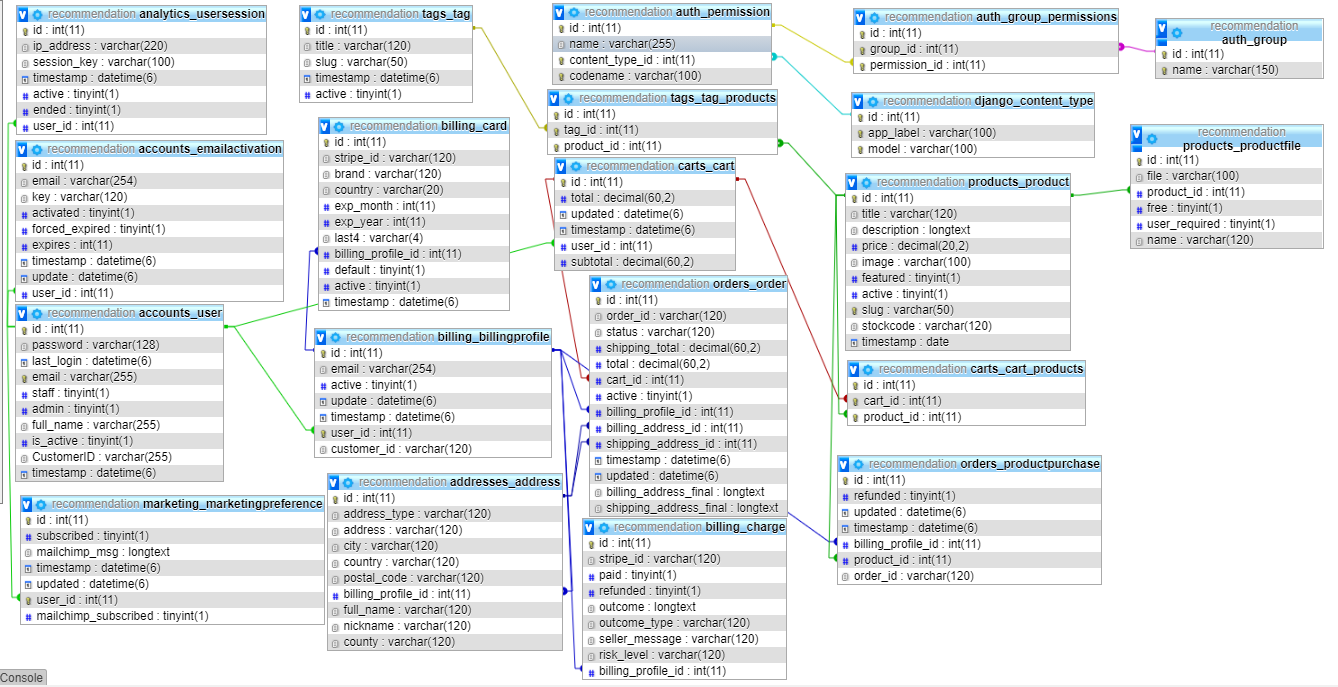 recommendation analytics_usersession
id : int(11)
ip_address : varchar(220)
session_key : varchar(100)
timestamp : datetime(6)
active : tinyint(1)
ended : tinyint(1)
user_id : int(11)
recommendation accounts_emailactivation
id : int(11)
email : varchar(254)
key : varchar(120)
activated : tinyint(1)
forced_expired : tinyint(1)
expires : int(11)
timestamp : datetime(6)
update : datetime(6)
user_id : int(11)
recommendation accounts_user
id : int(11)
password : varchar(128)
last_login : datetime(6)
email : varchar(255)
staff : tinyint(1)
admin : tinyint(1)
full_name : varchar(255)
is_active : tinyint(1)
CustomerID : varchar(255)
timestamp : datetime(6)
recommendation marketing_marketingpreference
id : int(11)
subscribed : tinyint(1)
mailchimp_msg : longtext
timestamp : datetime(6)
updated : datetime(6)
user_id : int(11)
mailchimp_subscribed : tinyint(1)
recommendation tags_tag
id : int(11)
title : varchar(120)
slug : varchar(50)
timestamp : datetime(6)
active : tinyint(1)
recommendation billing_card
id : int(11)
stripe_id : varchar(120)
brand : varchar(120)
country : varchar(20)
exp_month : int(11)
exp_year : int(11)
last4 : varchar(4)
billing_profile_id : int(11)
default : tinyint(1)
active : tinyint(1)
timestamp : datetime(6)
recommendation billing_billingprofile
id : int(11)
email : varchar(254)
active : tinyint(1)
update : datetime(6)
timestamp : datetime(6)
user_id : int(11)
customer_id : varchar(120)
recommendation addresses_address
id : int(11)
address_type : varchar(120)
address : varchar(120)
city : varchar(120)
country : varchar(120)
postal_code : varchar(120)
billing_profile_id : int(11)
full_name : varchar(120)
nickname : varchar(120)
county : varchar(120)
recommendation auth_permission
id : int(11)
name : varchar(255)
content_type_id : int(11)
codename : varchar(100)
recommendation tags_tag_products
id : int(11)
tag_id : int(11)
product_id : int(11)
recommendation carts_cart
id : int(11)
total : decimal(60,2)
updated : datetime(6)
timestamp : datetime(6)
user_id : int(11)
subtotal : decimal(60,2)
recommendation orders_order
id : int(11)
order_id : varchar(120)
status : varchar(120)
shipping_total : decimal(60,2)
total : decimal(60,2)
cart_id : int(11)
active : tinyint(1)
billing_profile_id : int(11)
billing_address_id : int(11)
shipping_address_id : int(11)
timestamp : datetime(6)
updated : datetime(6)
billing_address_final : longtext
shipping_address_final : longtext
recommendation billing_charge
id : int(11)
stripe_id : varchar(120)
paid : tinyint(1)
refunded : tinyint(1)
outcome : longtext
outcome_type : varchar(120)
seller_message : varchar(120)
risk_level : varchar(120)
billing_profile_id : int(11)
recommendation auth_group_permissions
id : int(11)
group_id : int(11)
permission_id : int(11)
recommendation django_content_type
id : int(11)
app_label : varchar(100)
model : varchar(100)
recommendation products_product
id : int(11)
title : varchar(120)
description : longtext
price : decimal(20,2)
image : varchar(100)
featured : tinyint(1)
active : tinyint(1)
slug : varchar(50)
stockcode : varchar(120)
timestamp : date
recommendation carts_cart_products
id : int(11)
cart_id : int(11)
product_id : int(11)
recommendation orders_productpurchase
id : int(11)
refunded : tinyint(1)
updated : datetime(6)
timestamp : datetime(6)
billing_profile_id : int(11)
product_id : int(11)
order_id : varchar(120)
recommendation
auth_group
id : int(11)
name : varchar(150)
recommendation
products_productfile
id : int(11)
file : varchar(100)
product_id : int(11)
free : tinyint(1)
user_required : tinyint(1)
name : varchar(120)
Console